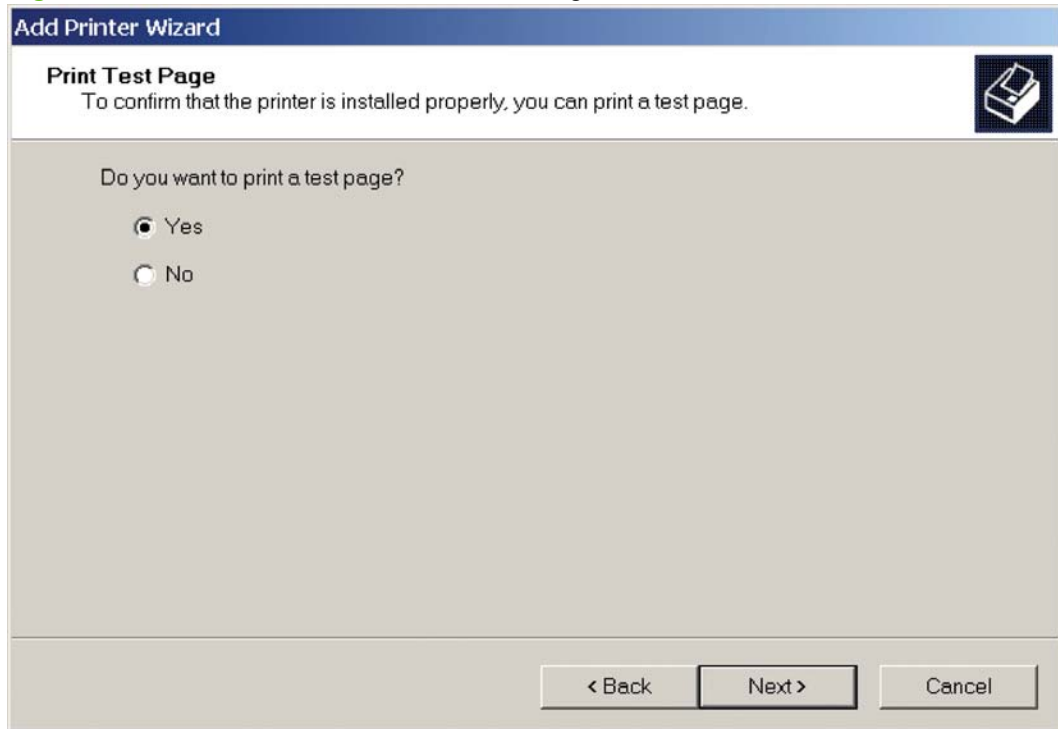 Add Printer Wizard
Print Test Page
To confirm that the printer is installed properly, you can print a test page.
Do you want to print a test page?
Yes
No
< Back
Next >
Cancel